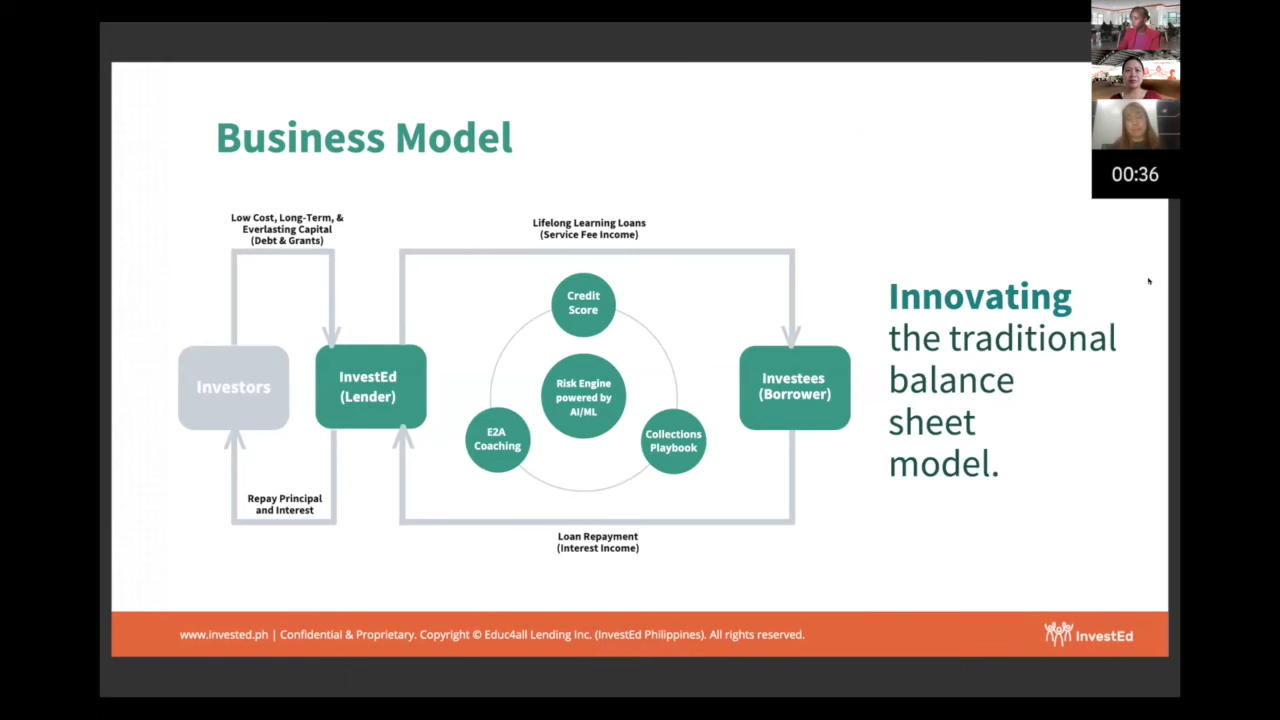 00:36
Business Model
Low Cost, Long-Term, &
Everlasting Capital
(Debt & Grants)
Lifelong Learning Loans
(Service Fee Income)
Investors
InvestEd
(Lender)
Credit
Score
Risk Engine
powered by
AI/ML
E2A
Coaching
Collections
Playbook
Investees
(Borrower)
Repay Principal
and Interest
Loan Repayment
(Interest Income)
Innovating
the traditional
balance
sheet
model.
www.invested.ph | Confidential & Proprietary. Copyright © Educ4all Lending Inc. (InvestEd Philippines). All rights reserved.
InvestEd